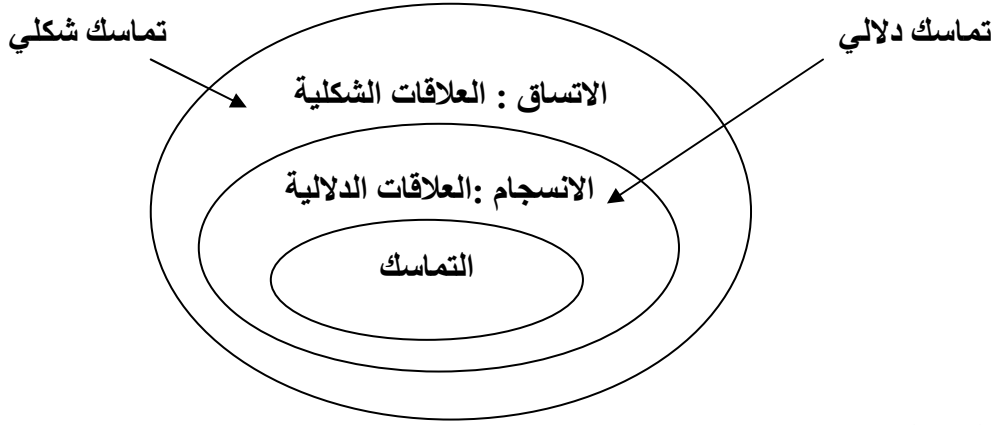 تماسك دلالي
تماسك شكلي
الاتساق : العلاقات الشكلية
الانسجام :العلاقات الدلالية
التماسك